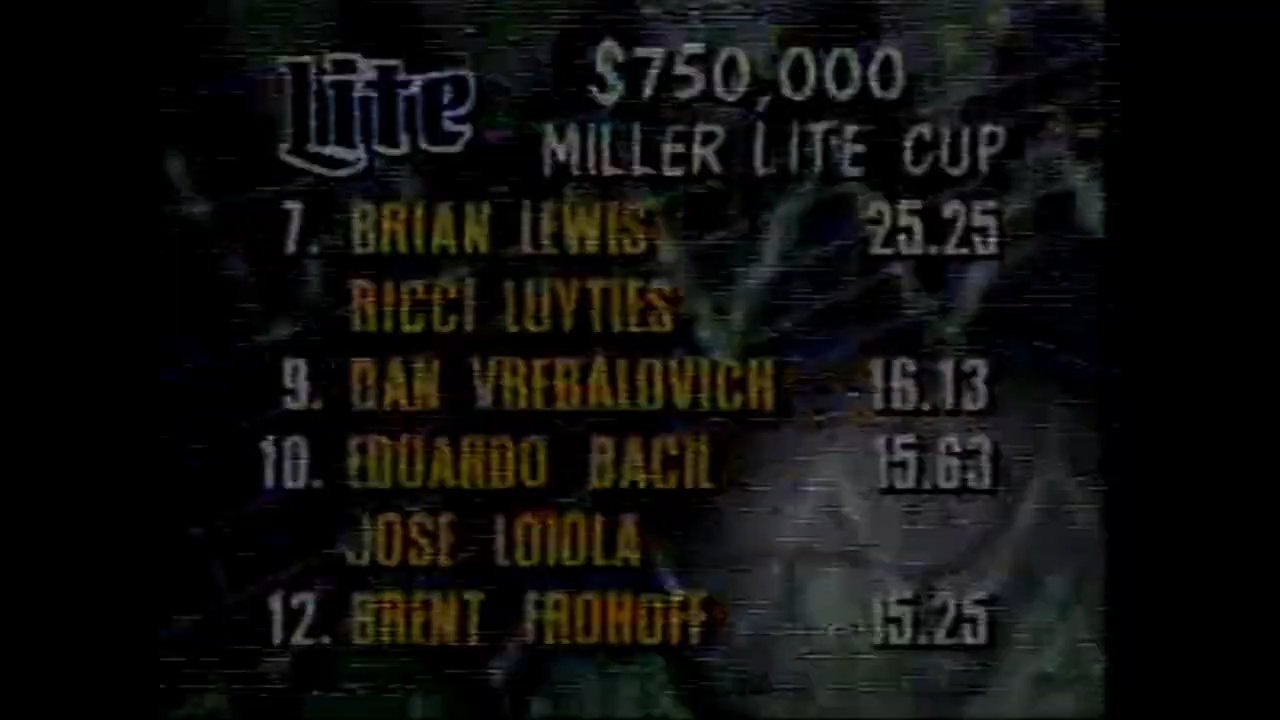 Lite
$750,000
MILLER LITE CUP
7. BRIAN LEWIS 25.25
RICCI LUYTIES
9. DAN VREBALOVICH 16.13
10. EDUARDO BACIL 15.63
JOSE LOIOLA
12. BRENT FROHOFF 15.25